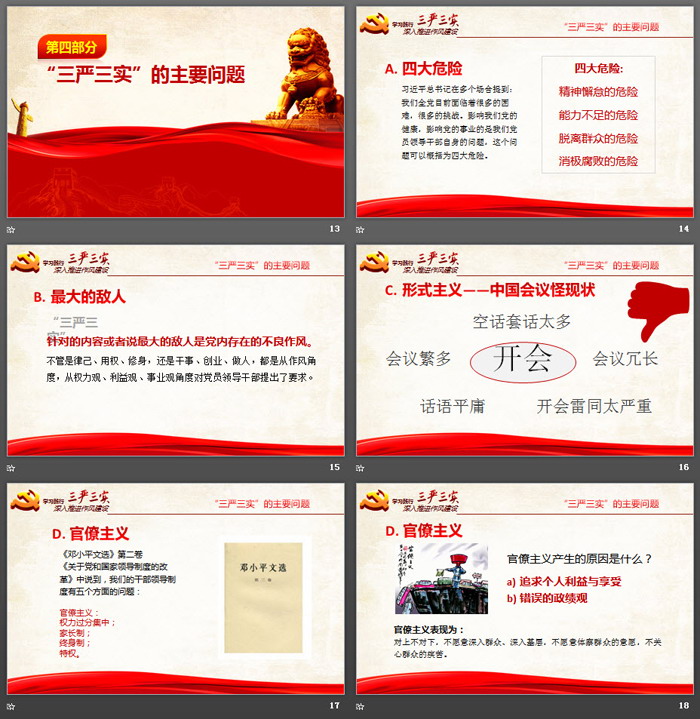 第四部分
“三严三实”的主要问题
13
学习践行 三严三实
深入推进作风建设
“三严三实”的主要问题
A. 四大危险
习近平总书记在多个场合提到：
我们全党目前面临着很多的困
难，很多的挑战。影响我们党的
健康，影响党的事业的是我们党
员领导干部自身的问题，这个问
题可以概括为四大危险。
四大危险：
精神懈怠的危险
能力不足的危险
脱离群众的危险
消极腐败的危险
14
学习践行 三严三实
深入推进作风建设
“三严三实”的主要问题
B. 最大的敌人
“三严三
实”
针对的内容或者说最大的敌人是党内存在的不良作风。
不管是律己、用权、修身，还是干事、创业、做人，都是从作风角
度，从权力观、利益观、事业观角度对党员领导干部提出了要求。
15
学习践行 三严三实
深入推进作风建设
“三严三实”的主要问题
C. 形式主义——中国会议怪现状
空话套话太多
会议繁多
开会
会议冗长
话语平庸
开会雷同太严重
16
学习践行 三严三实
深入推进作风建设
“三严三实”的主要问题
D. 官僚主义
《邓小平文选》第二卷
《关于党和国家领导制度的改
革》中说到，我们的干部领导制
度有五个方面的问题：
官僚主义；
权力过分集中；
家长制；
终身制；
特权。
邓小平文选
第二卷
17
学习践行 三严三实
深入推进作风建设
“三严三实”的主要问题
D. 官僚主义
官僚主义产生的原因是什么？
a) 追求个人利益与享受
b) 错误的政绩观
官僚主义表现为：
对上不对下，不愿意深入群众、深入基层，不愿意体察群众的意愿，不关
心群众的疾苦。
18